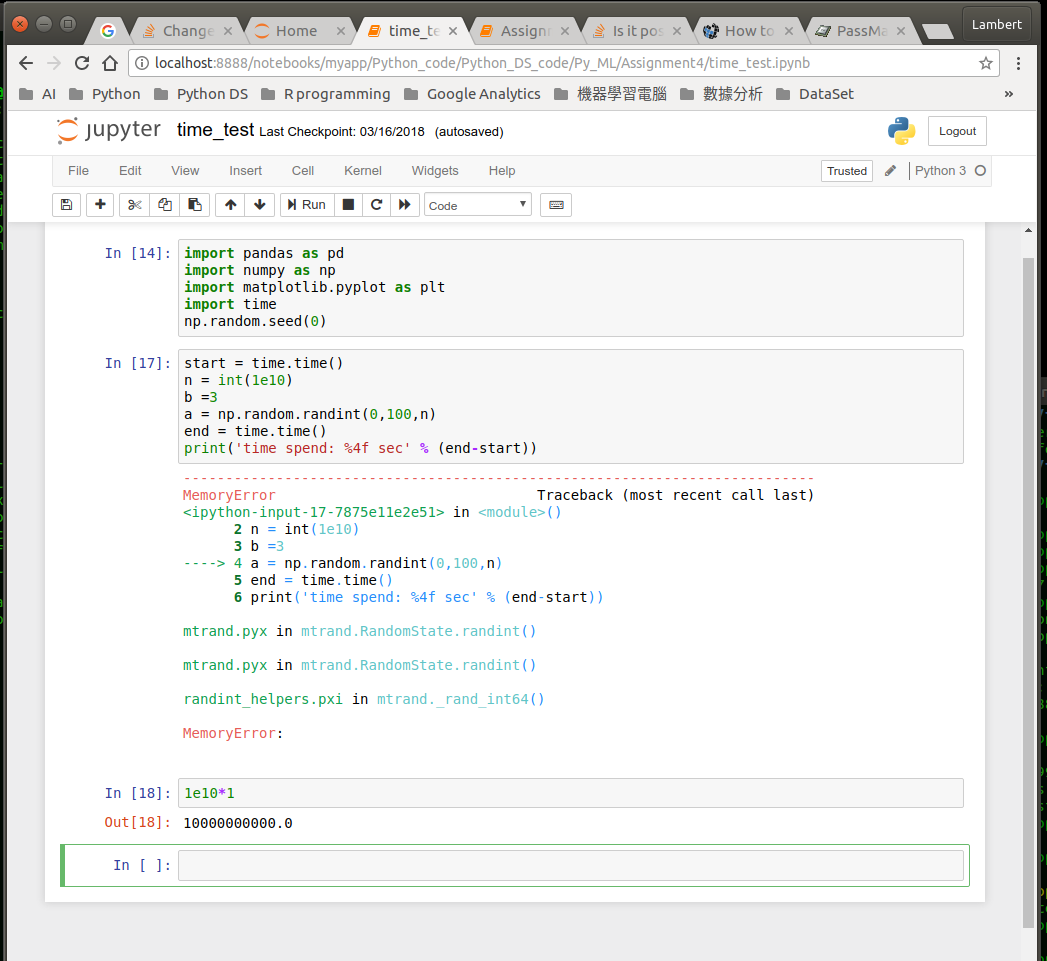 Change
Home
time_te
Assignn
Is it pos
How to
PassMa
Lambert
localhost:8888/notebooks/myapp/Python_code/Python_DS_code/Py_ML/Assignment4/time_test.ipynb
AI Python Python DS R programming Google Analytics 機器學習電腦 數據分析 DataSet »
jupyter time_test Last Checkpoint: 03/16/2018 (autosaved) Logout
File Edit View Insert Cell Kernel Widgets Help Trusted Python 3
Run Code
In [14]: import pandas as pd
import numpy as np
import matplotlib.pyplot as plt
import time
np.random.seed(0)
In [17]: start = time.time()
n = int(1e10)
b =3
a = np.random.randint(0,100,n)
end = time.time()
print('time spend: %4f sec' % (end-start))
---------------------------------------------------------------------------
MemoryError Traceback (most recent call last)
<ipython-input-17-7875e11e2e51> in <module>()
2 n = int(1e10)
3 b =3
----> 4 a = np.random.randint(0,100,n)
5 end = time.time()
6 print('time spend: %4f sec' % (end-start))
mtrand.pyx in mtrand.RandomState.randint()
mtrand.pyx in mtrand.RandomState.randint()
randint_helpers.pxi in mtrand._rand_int64()
MemoryError:
In [18]: 1e10*1
Out[18]: 10000000000.0
In [ ]: